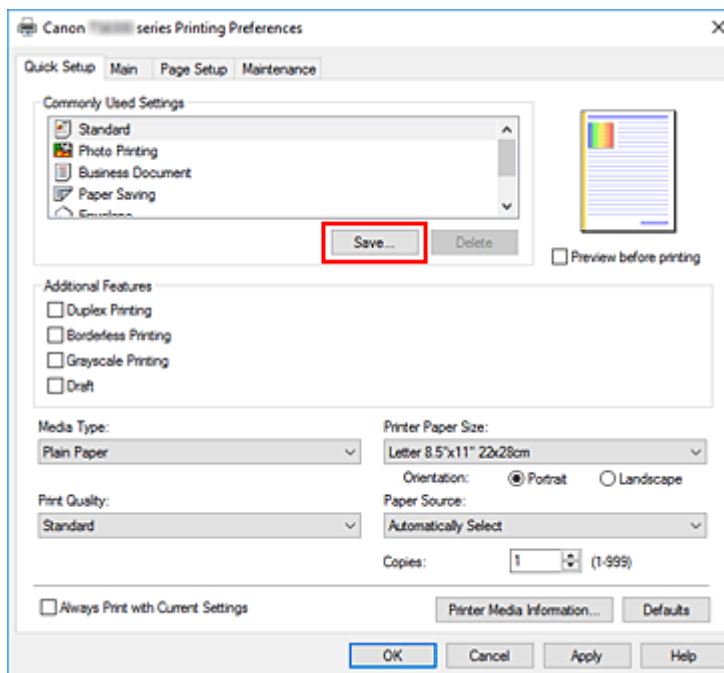 Canon series Printing Preferences
Quick Setup Main Page Setup Maintenance
Commonly Used Settings
Standard
Photo Printing
Business Document
Paper Saving
Save... Delete
Preview before printing
Additional Features
Duplex Printing
Borderless Printing
Grayscale Printing
Draft
Media Type: Printer Paper Size:
Plain Paper Letter 8.5"x11" 22x28cm
Orientation: Portrait Landscape
Print Quality: Paper Source:
Standard Automatically Select
Copies: 1 (1-999)
Always Print with Current Settings Printer Media Information... Defaults
OK Cancel Apply Help